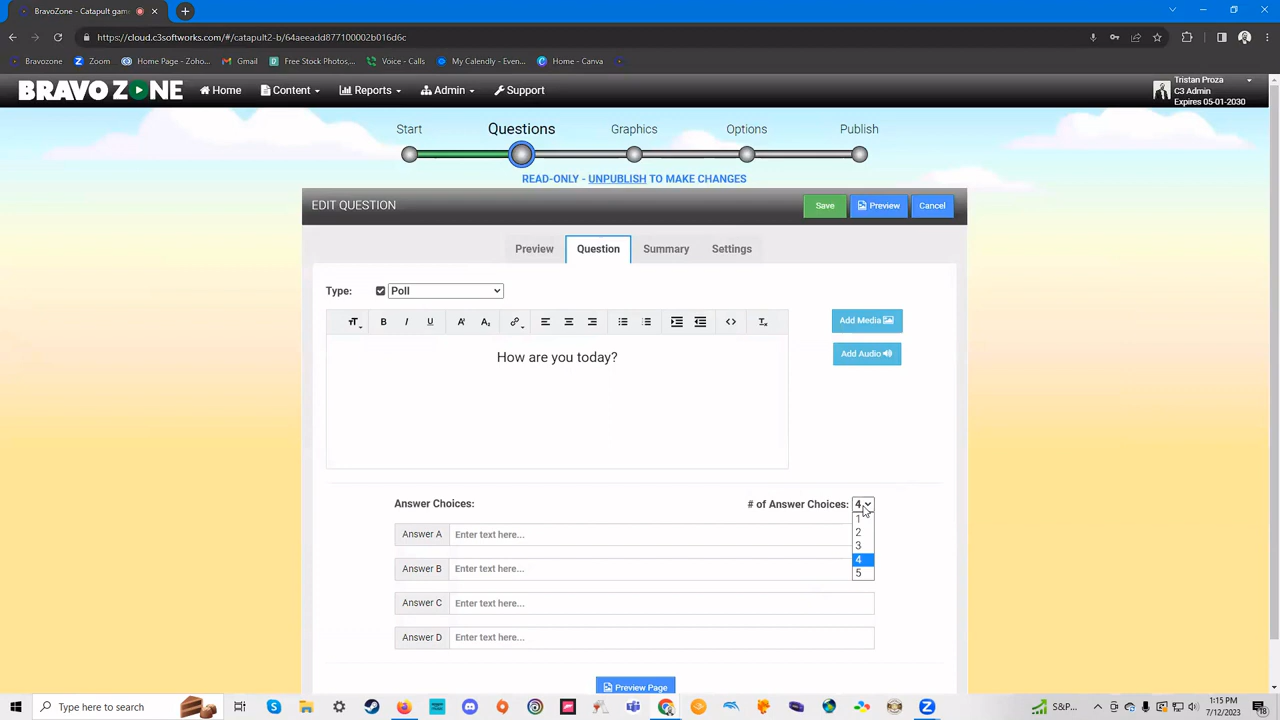 BravoZone - Catapult gam
https://cloud.c3softworks.com/#/catapult2-b/64aeeadd877100002b016d6c
Bravozone
Zoom
Home Page - Zoho...
Gmail
Free Stock Photos,...
Voice - Calls
My Calendly - Even...
Home - Canva
BRAVO ZONE
Home
Content
Reports
Admin
Support
Tristan Proza
C3 Admin
Expires 05-01-2030
Start
Questions
Graphics
Options
Publish
READ-ONLY - UNPUBLISH TO MAKE CHANGES
EDIT QUESTION
Save
Preview
Cancel
Preview
Question
Summary
Settings
Type:
Poll
Add Media
How are you today?
Add Audio
Answer Choices:
# of Answer Choices: 4
1
2
3
4
5
Answer A
Enter text here...
Answer B
Enter text here...
Answer C
Enter text here...
Answer D
Enter text here...
Preview Page
Type here to search
S&P...
1:15 PM
7/12/2023